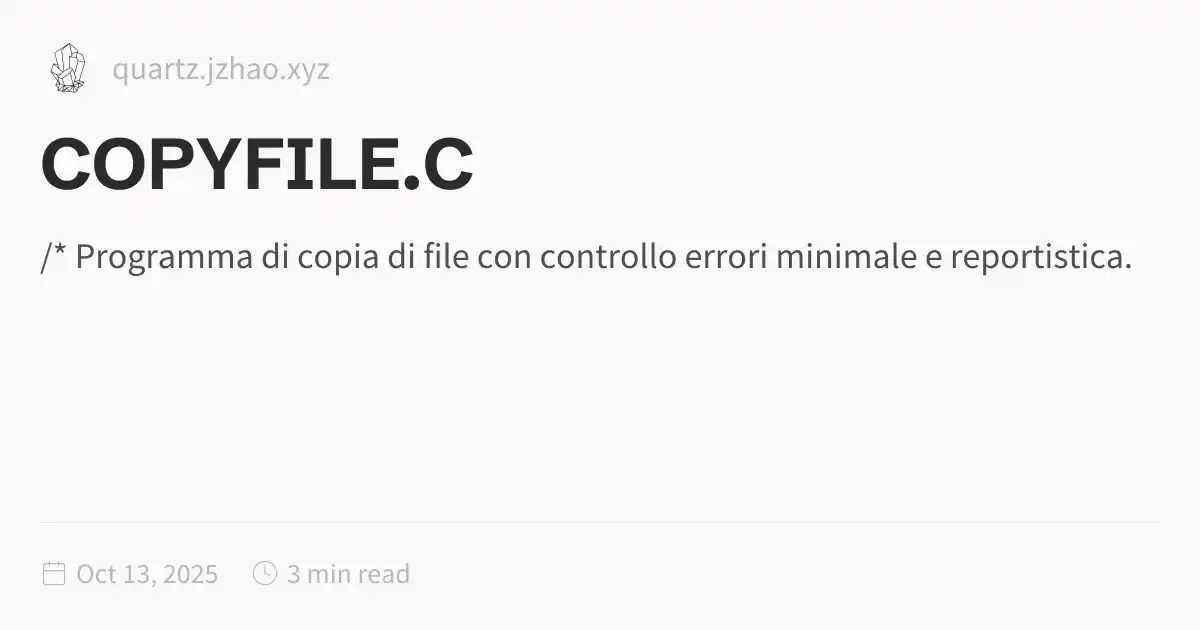 quartz.jzhao.xyz
COPYFILE.C
/* Programma di copia di file con controllo errori minimale e reportistica.
Oct 13, 2025 3 min read